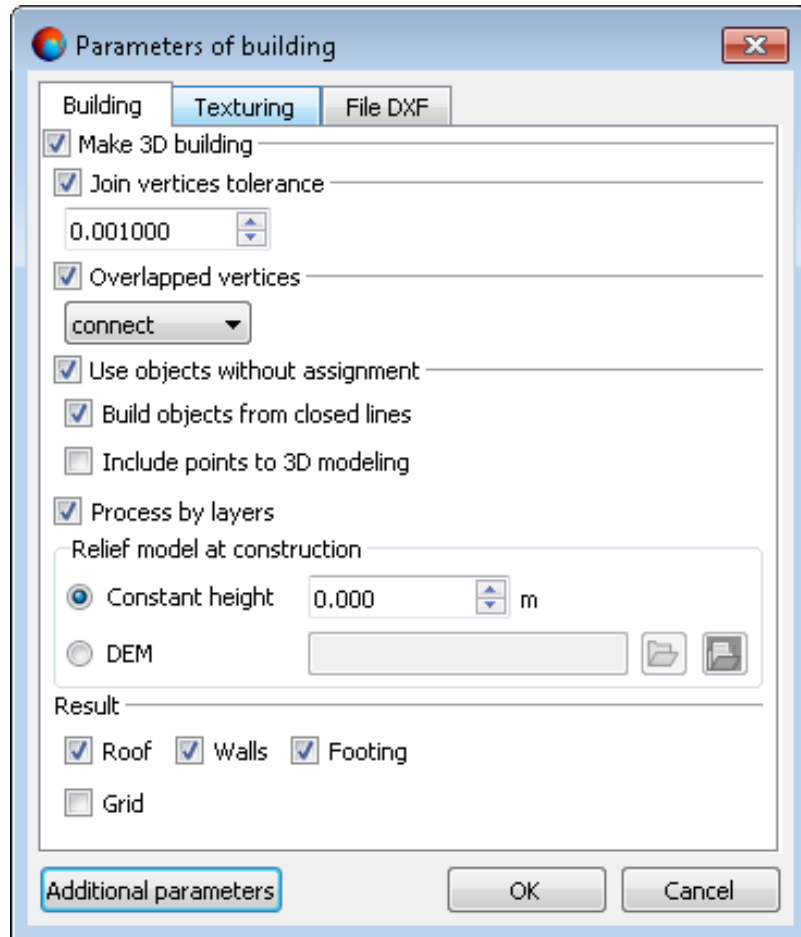 Parameters of building
Building Texturing File DXF
Make 3D building
Join vertices tolerance
0.001000
Overlapped vertices
connect
Use objects without assignment
Build objects from closed lines
Include points to 3D modeling
Process by layers
Relief model at construction
Constant height 0.000 m
DEM
Result
Roof Walls Footing
Grid
Additional parameters OK Cancel